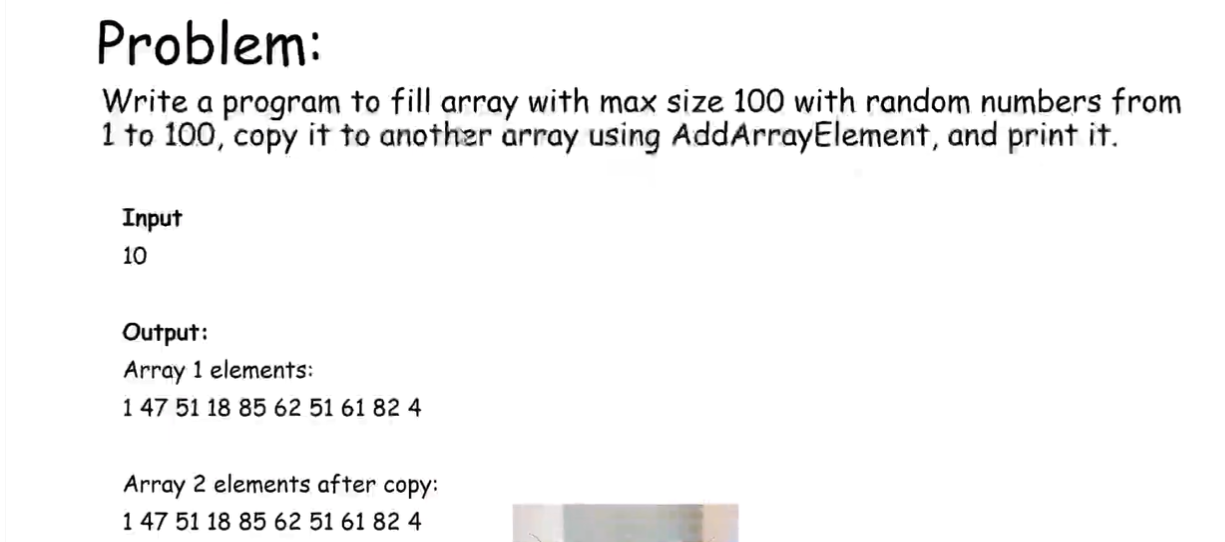 Problem:
Write a program to fill array with max size 100 with random numbers from
1 to 100, copy it to another array using AddArrayElement, and print it.
Input
10
Output:
Array 1 elements:
1 47 51 18 85 62 51 61 82 4
Array 2 elements after copy:
1 47 51 18 85 62 51 61 82 4